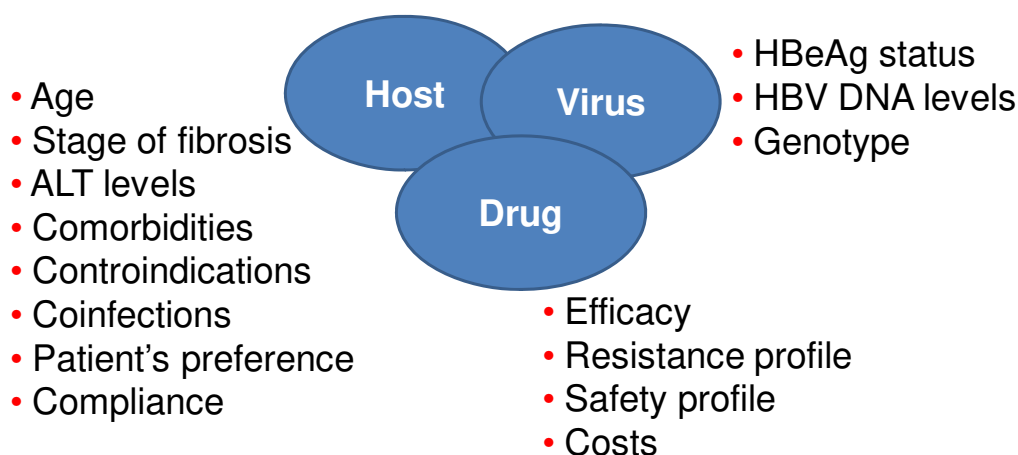 Host
Virus
Drug
• Age
• Stage of fibrosis
• ALT levels
• Comorbidities
• Controindications
• Coinfections
• Patient's preference
• Compliance
• HBeAg status
• HBV DNA levels
• Genotype
• Efficacy
• Resistance profile
• Safety profile
• Costs